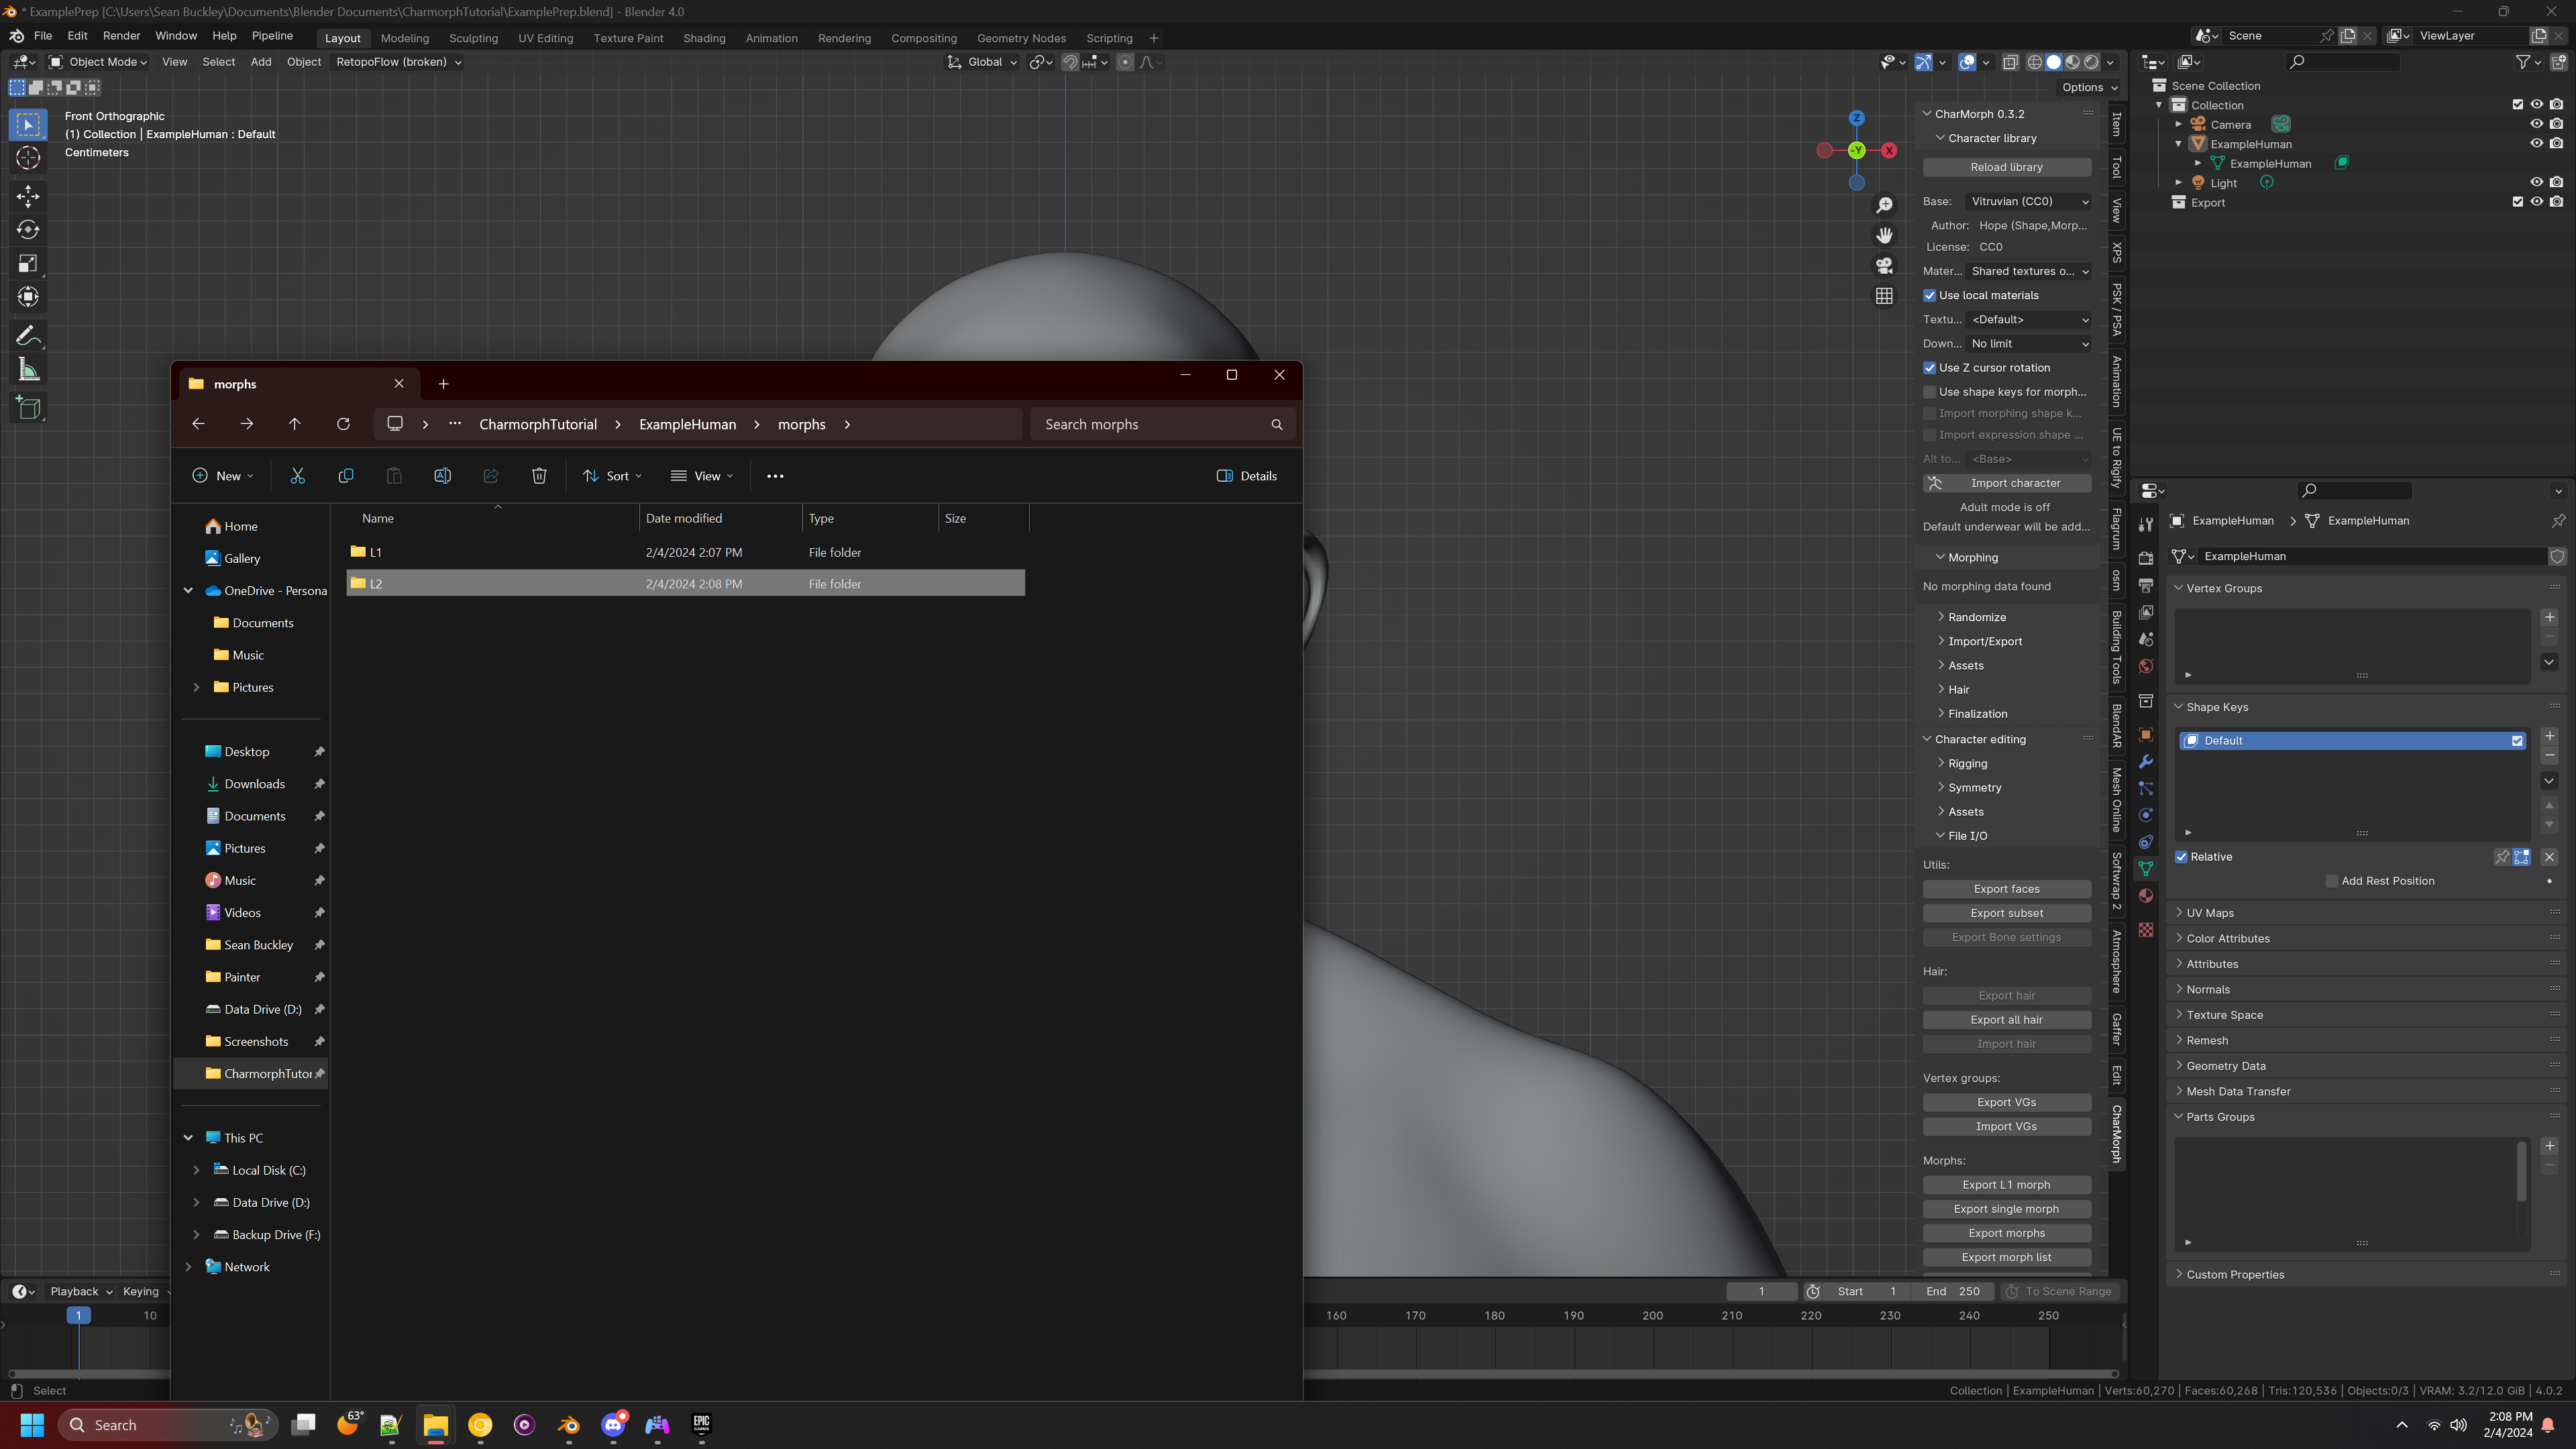 * ExamplePrep [C:\Users\Sean Buckley\Documents\Blender Documents\CharmorphTutorial\ExamplePrep.blend] - Blender 4.0
File Edit Render Window Help Pipeline Layout Modeling Sculpting UV Editing Texture Paint Shading Animation Rendering Compositing Geometry Nodes Scripting + Scene ViewLayer
Object Mode View Select Add Object RetopoFlow (broken) Global
Options
Front Orthographic
(1) Collection | ExampleHuman : Default
Centimeters
Z
-Y
X
CharMorph 0.3.2
Character library
Reload library
Base: Vitruvian (CC0)
Author: Hope (Shape,Morp...
License: CC0
Mater... Shared textures o...
Use local materials
Textu... <Default>
Down... No limit
Use Z cursor rotation
Use shape keys for morph...
Import morphing shape k...
Import expression shape ...
Alt to... <Base>
Import character
Adult mode is off
Default underwear will be add...
Morphing
No morphing data found
Randomize
Import/Export
Assets
Hair
Finalization
Character editing
Rigging
Symmetry
Assets
File I/O
Utils:
Export faces
Export subset
Export Bone settings
Hair:
Export hair
Export all hair
Import hair
Vertex groups:
Export VGs
Import VGs
Morphs:
Export L1 morph
Export single morph
Export morphs
Export morph list
Item
Tool
View
XPS
PSK / PSA
Animation
UE to Rigify
Flagrum
osm
Building Tools
BlendAR
Mesh Online
Softwrap 2
Atmosphere
Gaffer
Edit
CharMorph
Scene Collection
Collection
Camera
ExampleHuman
ExampleHuman
Light
Export
ExampleHuman > ExampleHuman
ExampleHuman
Vertex Groups
Shape Keys
Default
Relative
Add Rest Position
UV Maps
Color Attributes
Attributes
Normals
Texture Space
Remesh
Geometry Data
Mesh Data Transfer
Parts Groups
Custom Properties
morphs
CharmorphTutorial > ExampleHuman > morphs >
Search morphs
New Sort View Details
Name Date modified Type Size
L1 2/4/2024 2:07 PM File folder
L2 2/4/2024 2:08 PM File folder
Home
Gallery
OneDrive - Persona
Documents
Music
Pictures
Desktop
Downloads
Documents
Pictures
Music
Videos
Sean Buckley
Painter
Data Drive (D:)
Screenshots
CharmorphTutor
This PC
Local Disk (C:)
Data Drive (D:)
Backup Drive (F:)
Network
Playback Keying 1 Start 1 End 250 To Scene Range
1 10 160 170 180 190 200 210 220 230 240 250
Select
Collection | ExampleHuman | Verts:60,270 | Faces:60,268 | Tris:120,536 | Objects:0/3 | VRAM: 3.2/12.0 GiB | 4.0.2
Search
63°
EPIC GAMES
2:08 PM
2/4/2024